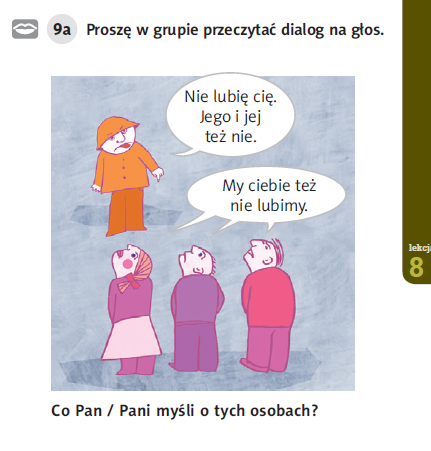 9a Proszę w grupie przeczytać dialog na głos.
Nie lubię cię.
Jego i jej
też nie.
My ciebie też
nie lubimy.
lekcja
8
Co Pan / Pani myśli o tych osobach?